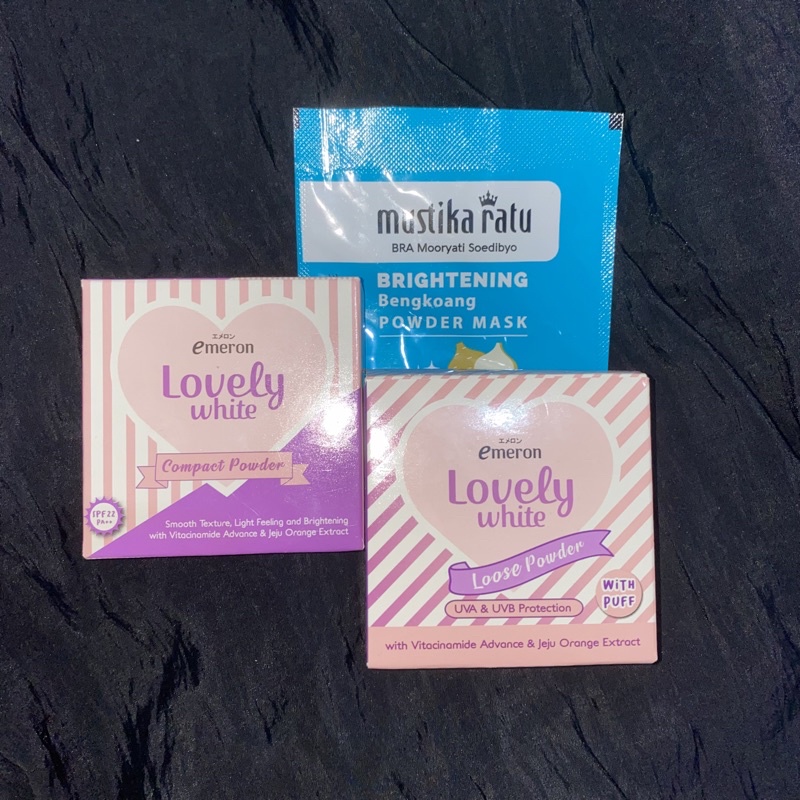 mustika ratu
BRA Mooryati Soedibyo
BRIGHTENING
Bengkoang
POWDER MASK
エメロン
emeron
Lovely
white
Compact Powder
SPF22
PA++
Smooth Texture, Light Feeling and Brightening
with Vitacinamide Advance & Jeju Orange Extract
エメロン
emeron
Lovely
white
Loose Powder
UVA & UVB Protection
WiTH
PUFF
with Vitacinamide Advance & Jeju Orange Extract